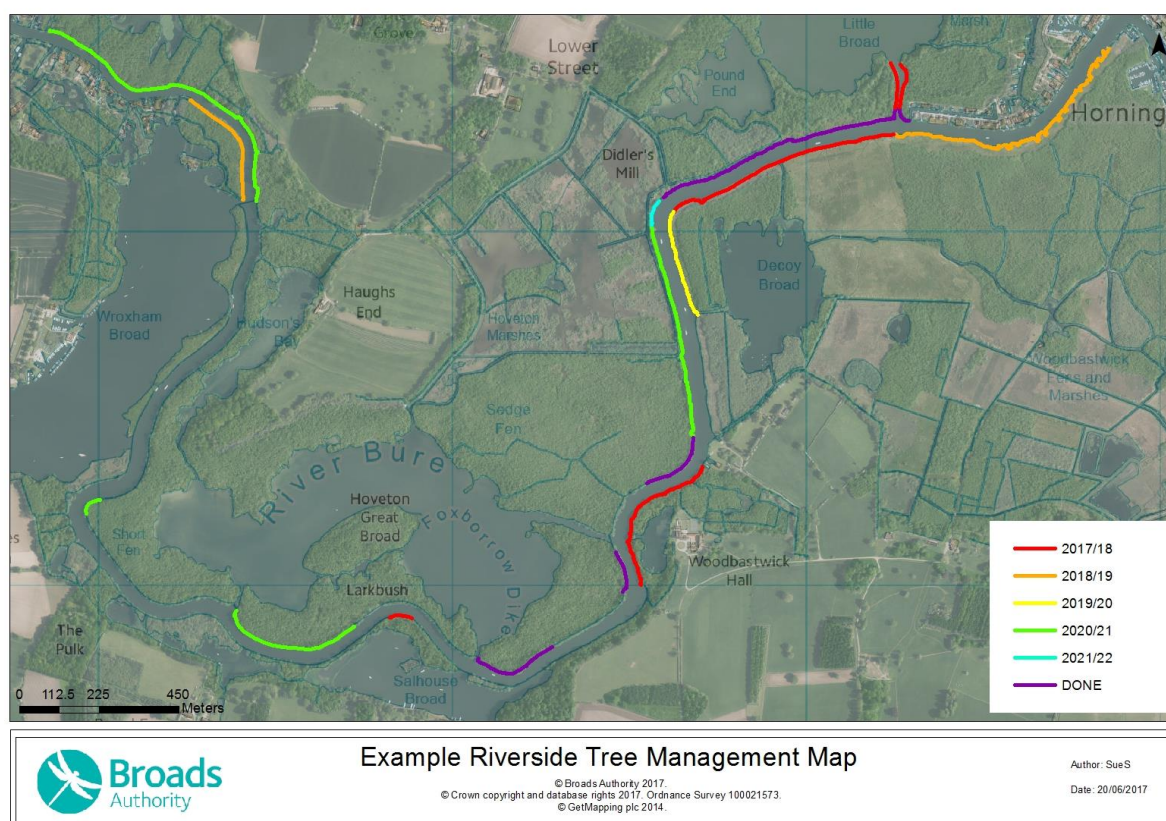 Grove
Lower
Street
Little
Broad
Marsh
Pound
End
Horning
Didler's
Mill
Decoy
Broad
Haughs
End
Hoveton
Marshes
Wroxham
Broad
Hudson's
Bay
Woodbastwick
Fens and
Marshes
Sedge
Fen
River Bure
Hoveton
Great
Broad
Foxborrow Dike
Short
Fen
Woodbastwick
Hall
Larkbush
The
Pulk
Salhouse
Broad
0 112.5 225 450
Meters
2017/18
2018/19
2019/20
2020/21
2021/22
DONE
Broads
Authority
Example Riverside Tree Management Map
© Broads Authority 2017.
© Crown copyright and database rights 2017. Ordnance Survey 100021573.
© GetMapping plc 2014.
Author: SueS
Date: 20/06/2017